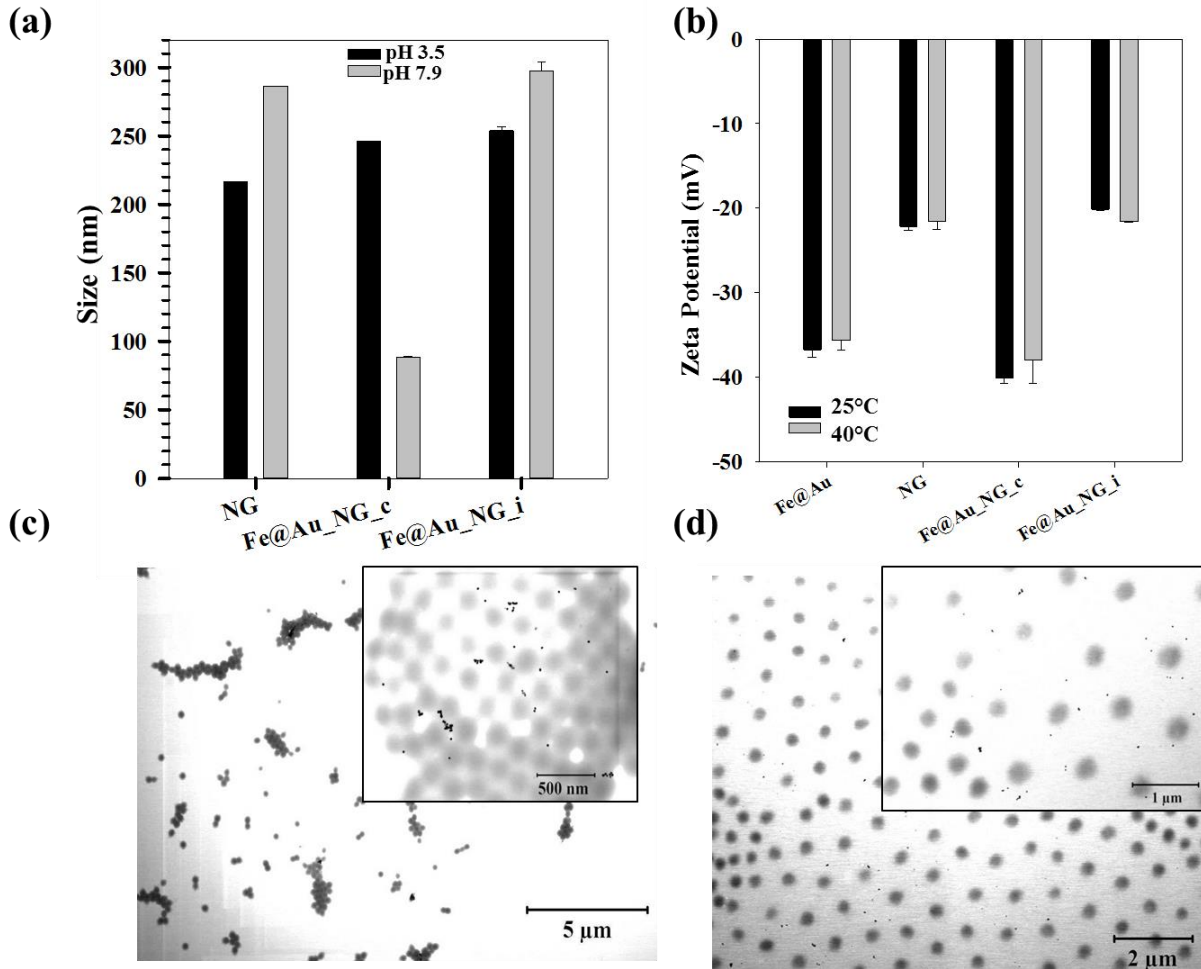 (a)
pH 3.5
pH 7.9
Size (nm)
300
250
200
150
100
50
0
NG
Fe@Au_NG_c
Fe@Au_NG_i
(b)
Zeta Potential (mV)
0
-10
-20
-30
-40
-50
25°C
40°C
Fe@Au
NG
Fe@Au_NG_c
Fe@Au_NG_i
(c)
500 nm
5 µm
(d)
1 µm
2 µm